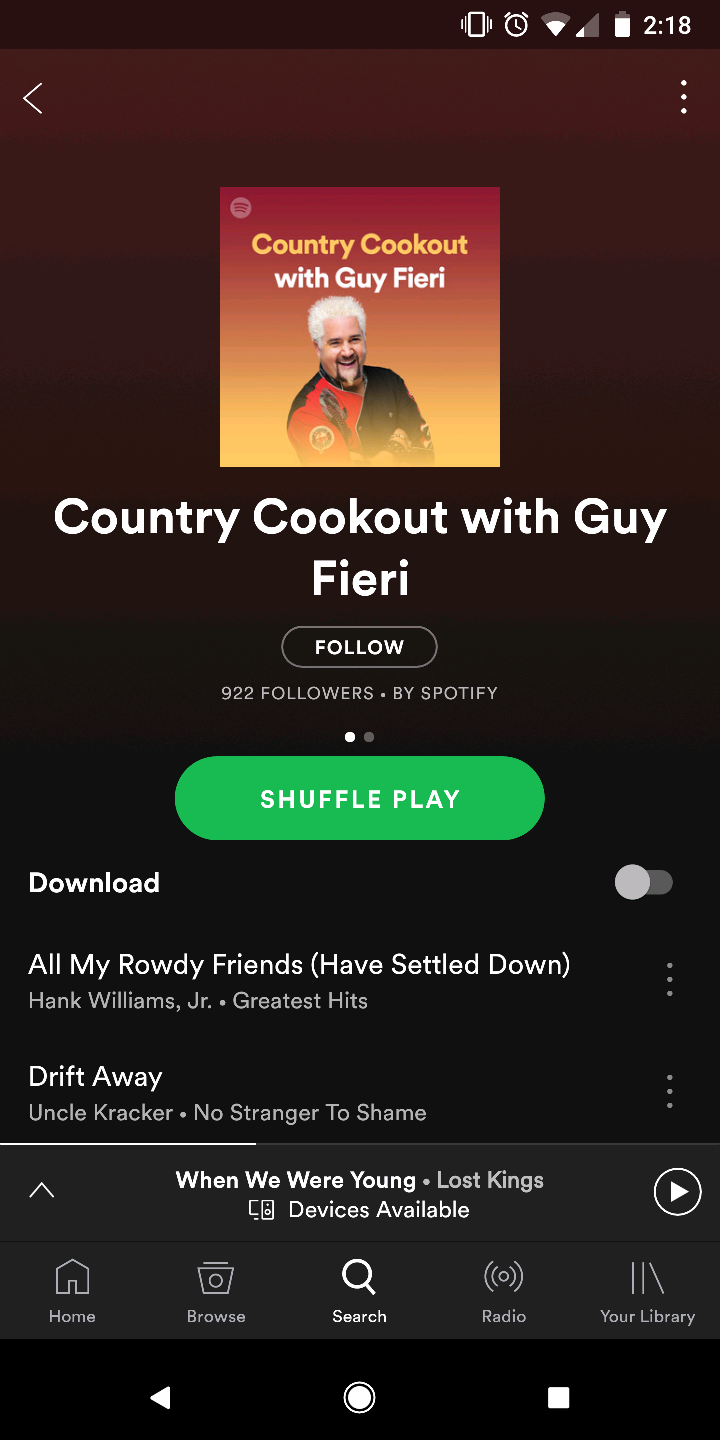 2:18
Country Cookout
with Guy Fieri
Country Cookout with Guy
Fieri
FOLLOW
922 FOLLOWERS • BY SPOTIFY
SHUFFLE PLAY
Download
All My Rowdy Friends (Have Settled Down)
Hank Williams, Jr. • Greatest Hits
Drift Away
Uncle Kracker • No Stranger To Shame
When We Were Young • Lost Kings
Devices Available
Home Browse Search Radio Your Library